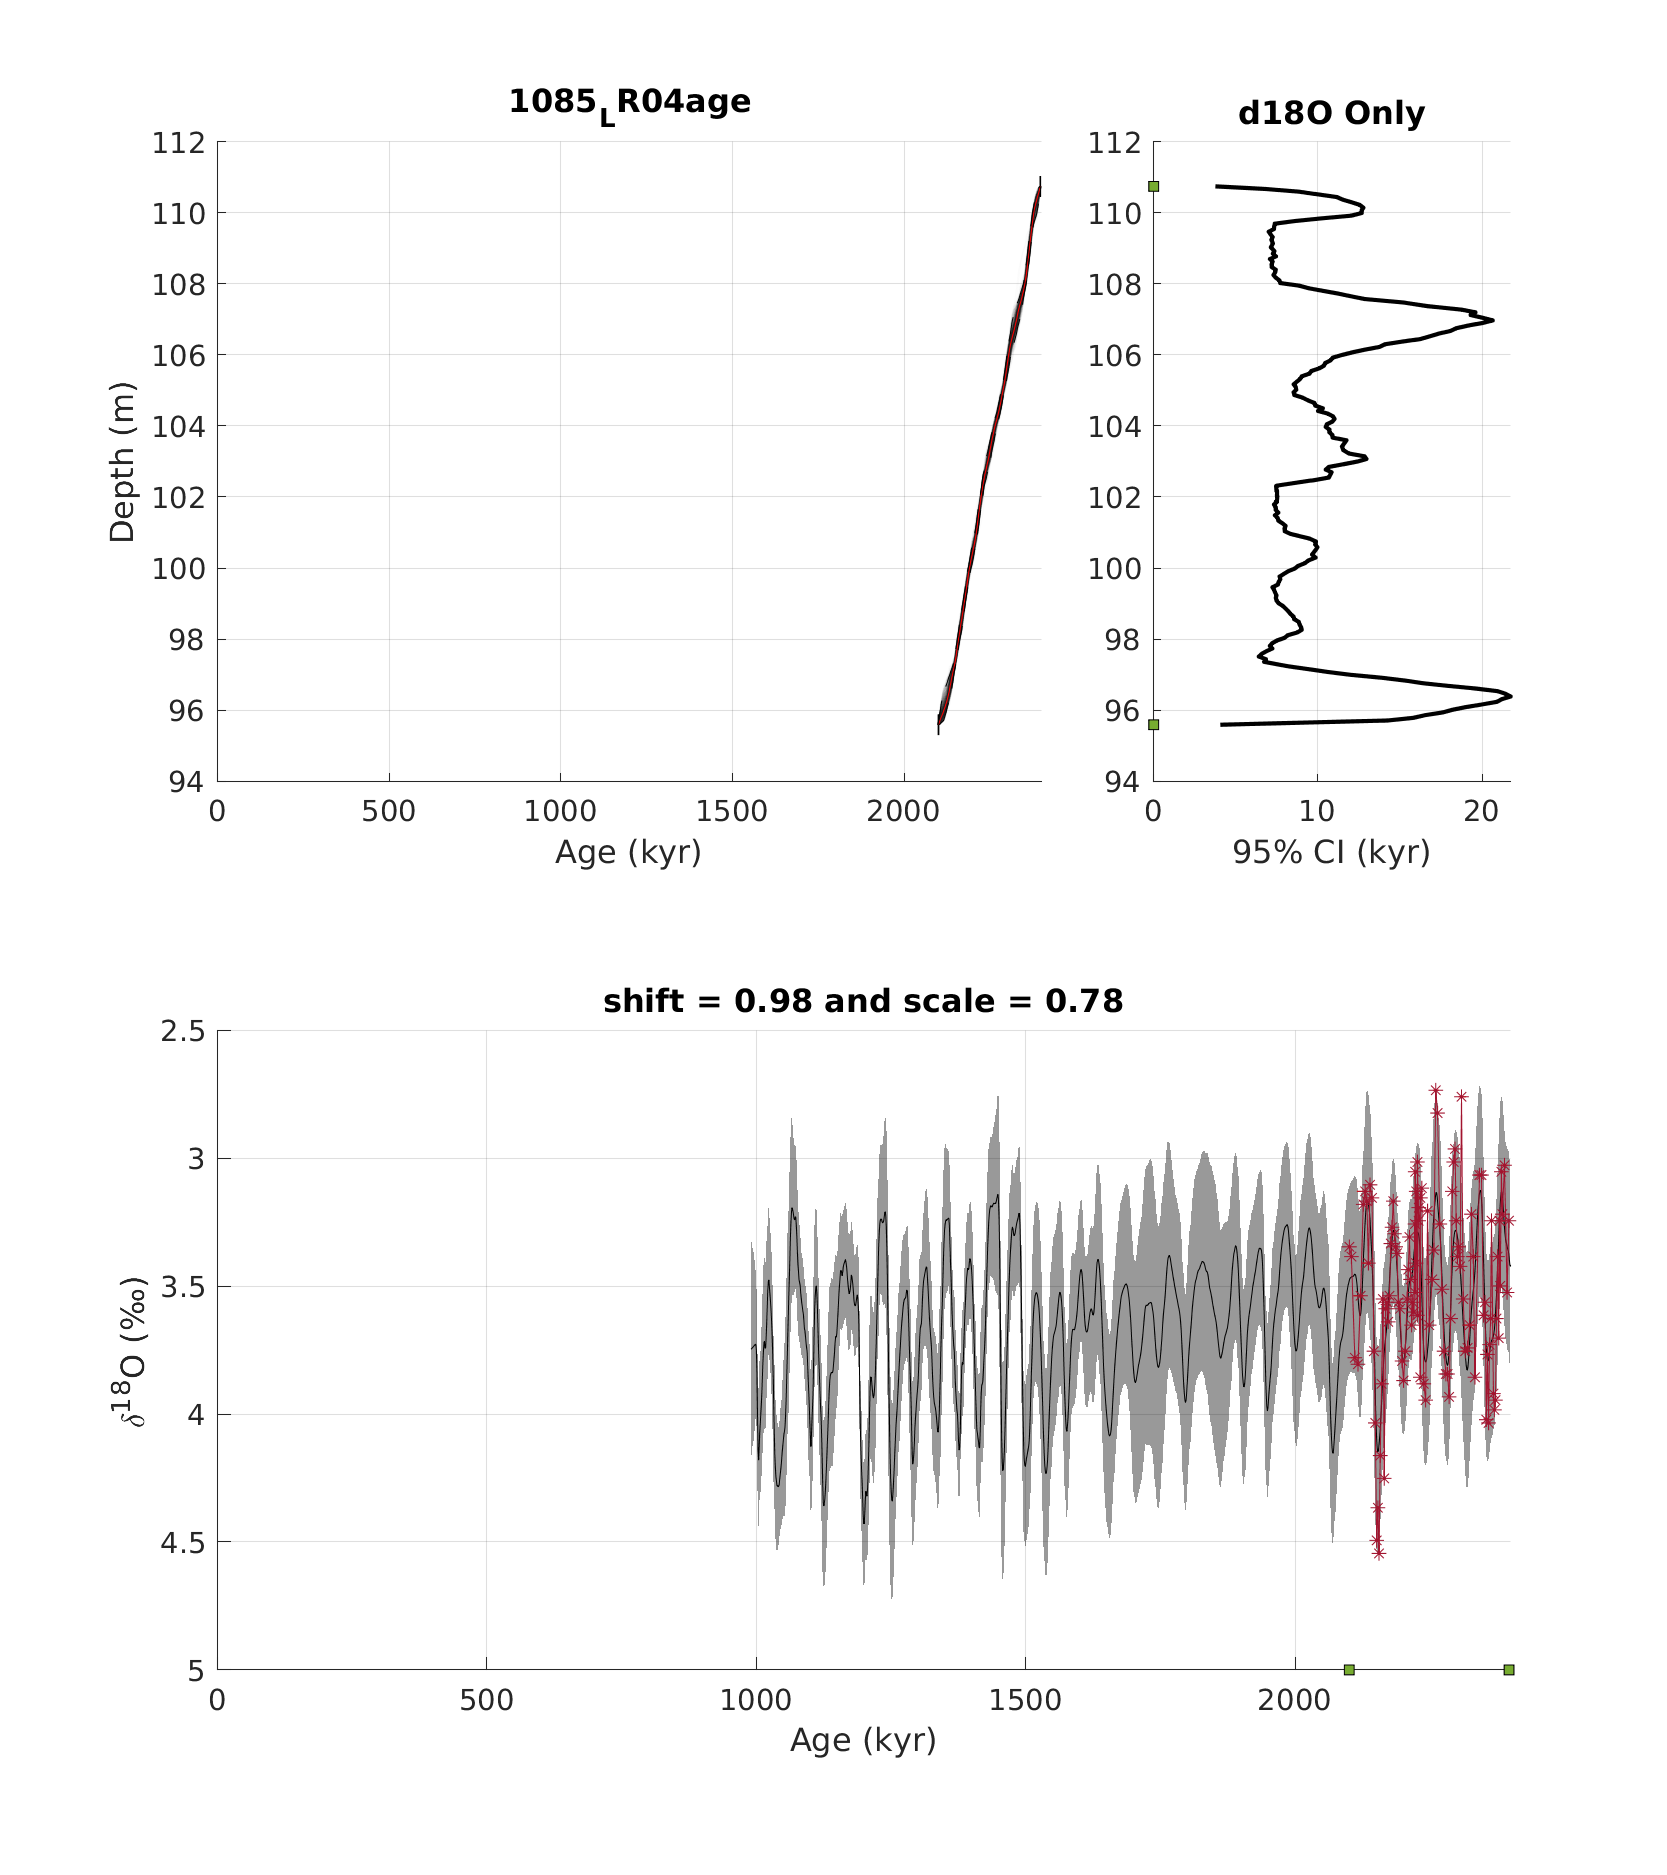 1085LR04age
112
110
108
106
104
102
100
98
96
94
Depth (m)
0 500 1000 1500 2000
Age (kyr)
d18O Only
112
110
108
106
104
102
100
98
96
94
0 10 20
95% CI (kyr)
shift = 0.98 and scale = 0.78
2.5
3
3.5
4
4.5
5
δ18O (‰)
0 500 1000 1500 2000
Age (kyr)